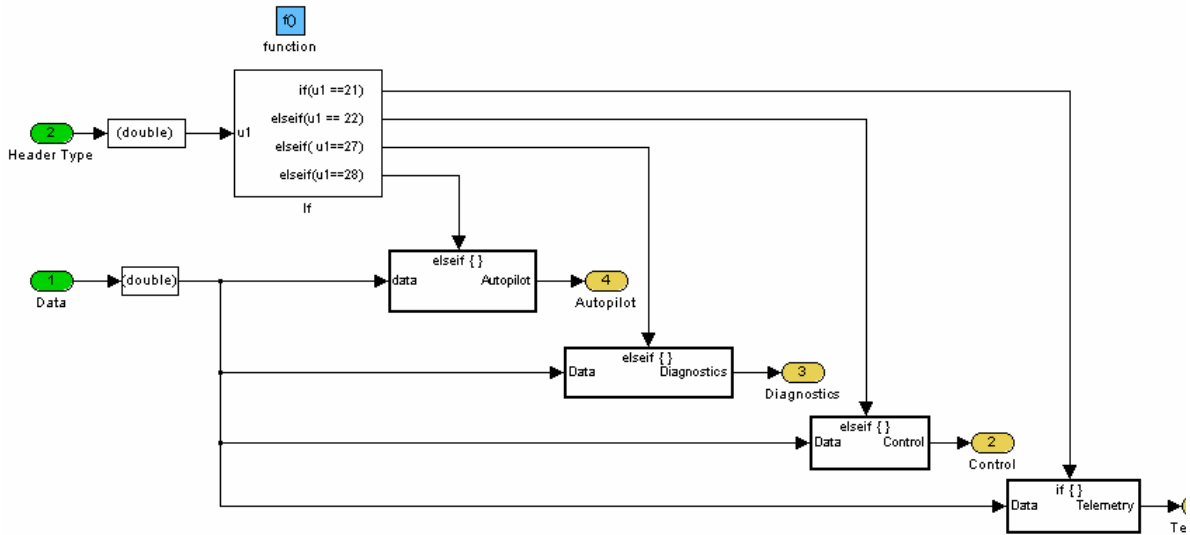 f()
function
if(u1 ==21)
elseif(u1 == 22)
elseif( u1==27)
elseif(u1==28)
u1
If
2
Header Type
(double)
1
Data
(double)
elseif { }
data
Autopilot
4
Autopilot
elseif { }
Data
Diagnostics
3
Diagnostics
elseif { }
Data
Control
2
Control
if { }
Data
Telemetry
Te